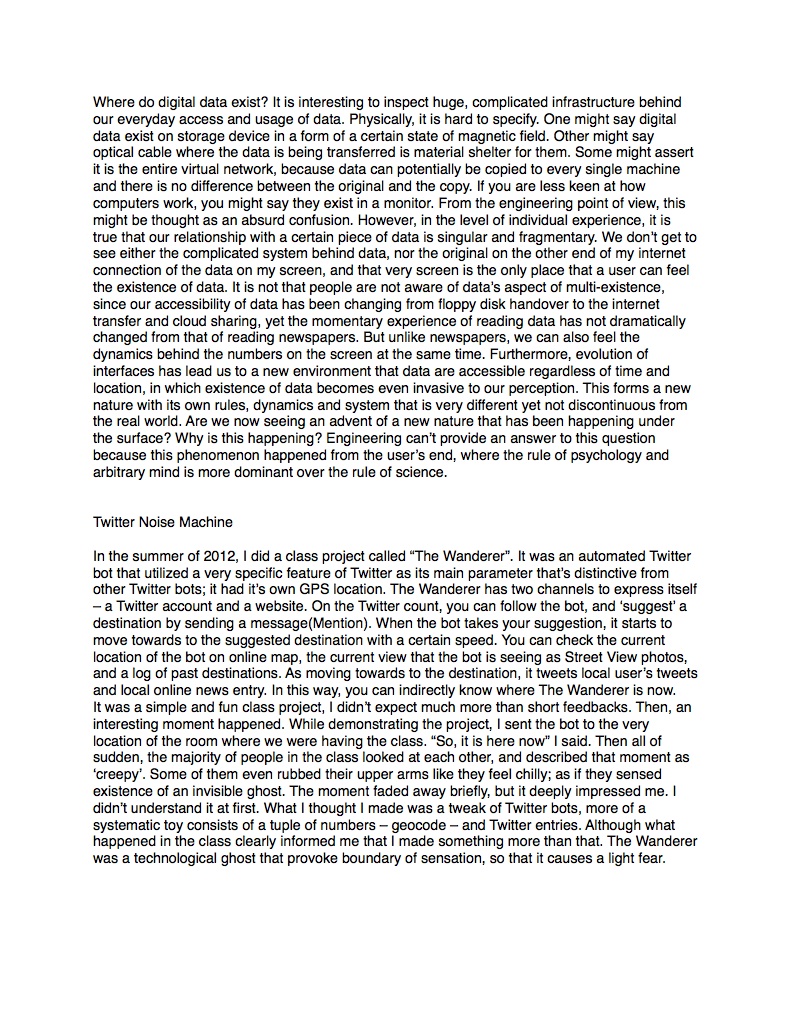 Where do digital data exist? It is interesting to inspect huge, complicated infrastructure behind
our everyday access and usage of data. Physically, it is hard to specify. One might say digital
data exist on storage device in a form of a certain state of magnetic field. Other might say
optical cable where the data is being transferred is material shelter for them. Some might assert
it is the entire virtual network, because data can potentially be copied to every single machine
and there is no difference between the original and the copy. If you are less keen at how
computers work, you might say they exist in a monitor. From the engineering point of view, this
might be thought as an absurd confusion. However, in the level of individual experience, it is
true that our relationship with a certain piece of data is singular and fragmentary. We don’t get to
see either the complicated system behind data, nor the original on the other end of my internet
connection of the data on my screen, and that very screen is the only place that a user can feel
the existence of data. It is not that people are not aware of data’s aspect of multi-existence,
since our accessibility of data has been changing from floppy disk handover to the internet
transfer and cloud sharing, yet the momentary experience of reading data has not dramatically
changed from that of reading newspapers. But unlike newspapers, we can also feel the
dynamics behind the numbers on the screen at the same time. Furthermore, evolution of
interfaces has lead us to a new environment that data are accessible regardless of time and
location, in which existence of data becomes even invasive to our perception. This forms a new
nature with its own rules, dynamics and system that is very different yet not discontinuous from
the real world. Are we now seeing an advent of a new nature that has been happening under
the surface? Why is this happening? Engineering can’t provide an answer to this question
because this phenomenon happened from the user’s end, where the rule of psychology and
arbitrary mind is more dominant over the rule of science.
Twitter Noise Machine
In the summer of 2012, I did a class project called “The Wanderer”. It was an automated Twitter
bot that utilized a very specific feature of Twitter as its main parameter that’s distinctive from
other Twitter bots; it had it’s own GPS location. The Wanderer has two channels to express itself
– a Twitter account and a website. On the Twitter count, you can follow the bot, and ‘suggest’ a
destination by sending a message(Mention). When the bot takes your suggestion, it starts to
move towards to the suggested destination with a certain speed. You can check the current
location of the bot on online map, the current view that the bot is seeing as Street View photos,
and a log of past destinations. As moving towards to the destination, it tweets local user’s tweets
and local online news entry. In this way, you can indirectly know where The Wanderer is now.
It was a simple and fun class project, I didn’t expect much more than short feedbacks. Then, an
interesting moment happened. While demonstrating the project, I sent the bot to the very
location of the room where we were having the class. “So, it is here now” I said. Then all of
sudden, the majority of people in the class looked at each other, and described that moment as
‘creepy’. Some of them even rubbed their upper arms like they feel chilly; as if they sensed
existence of an invisible ghost. The moment faded away briefly, but it deeply impressed me. I
didn’t understand it at first. What I thought I made was a tweak of Twitter bots, more of a
systematic toy consists of a tuple of numbers – geocode – and Twitter entries. Although what
happened in the class clearly informed me that I made something more than that. The Wanderer
was a technological ghost that provoke boundary of sensation, so that it causes a light fear.